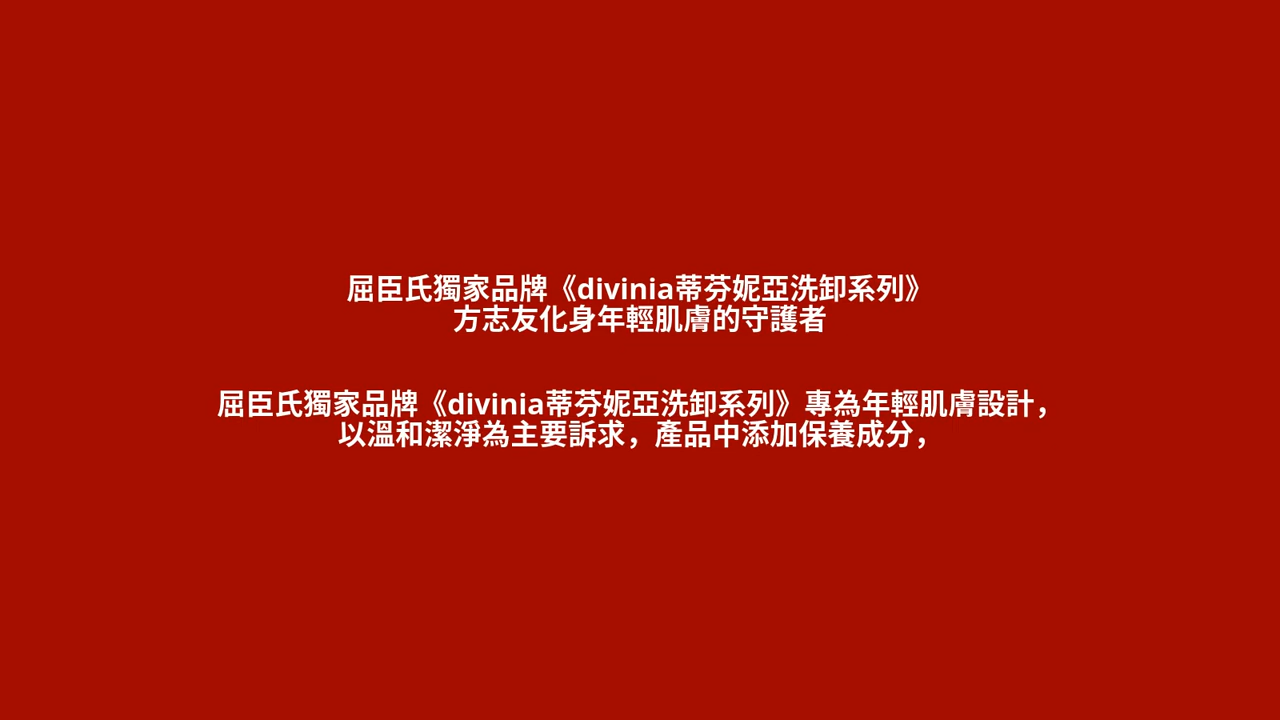 屈臣氏獨家品牌《divinia蒂芬妮亞洗卸系列》
方志友化身年輕肌膚的守護者
屈臣氏獨家品牌《divinia蒂芬妮亞洗卸系列》專為年輕肌膚設計，
以溫和潔淨為主要訴求，產品中添加保養成分，